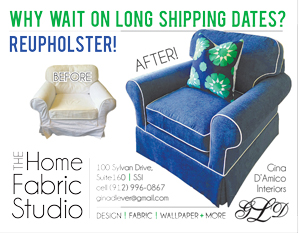 WHY WAIT ON LONG SHIPPING DATES?
REUPHOLSTER!
BEFORE
AFTER!
THE Home
Fabric
Studio
100 Sylvan Drive,
Suite 160 | SSI
cell (912) 996-0867
ginadlever@gmail.com
DESIGN | FABRIC | WALLPAPER + MORE
Gina
D'Amico
Interiors
GLD